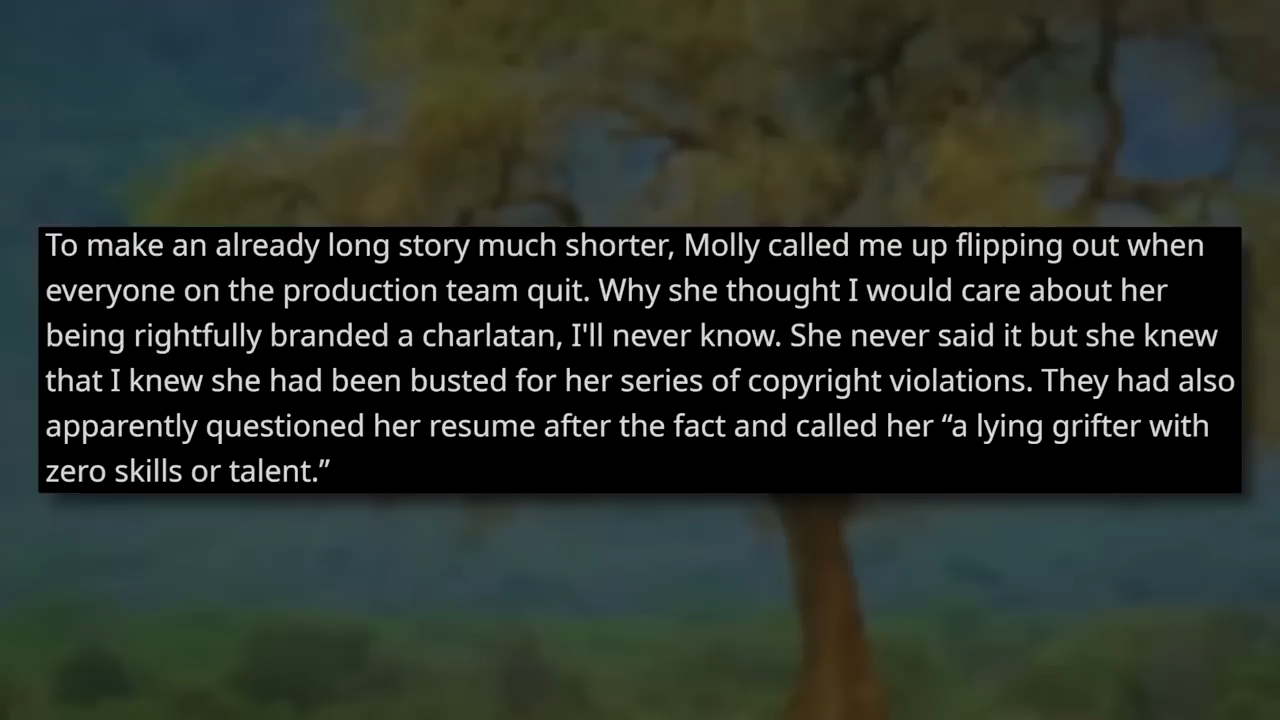 To make an already long story much shorter, Molly called me up flipping out when
everyone on the production team quit. Why she thought I would care about her
being rightfully branded a charlatan, I'll never know. She never said it but she knew
that I knew she had been busted for her series of copyright violations. They had also
apparently questioned her resume after the fact and called her “a lying grifter with
zero skills or talent.”